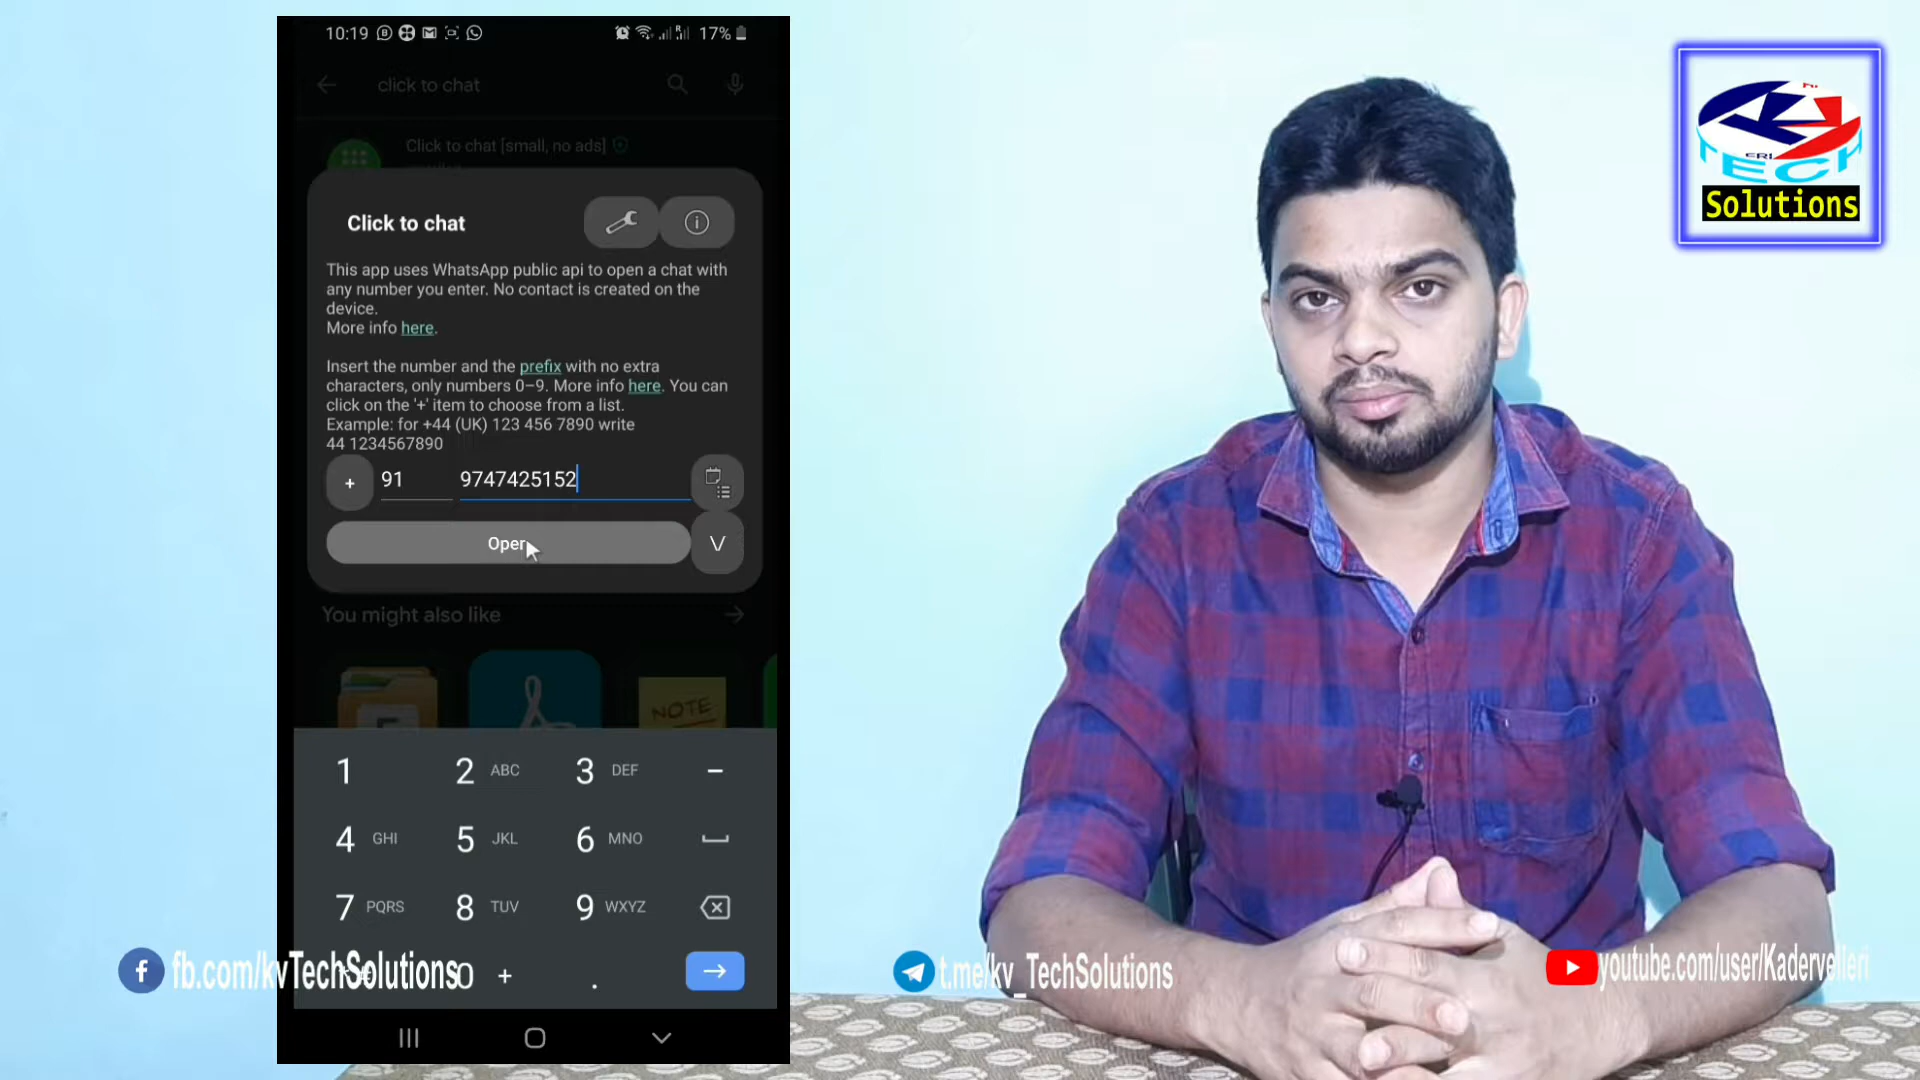 10:19
17%
click to chat
Click to chat [small, no ads]
Click to chat
This app uses WhatsApp public api to open a chat with
any number you enter. No contact is created on the
device.
More info here.
Insert the number and the prefix with no extra
characters, only numbers 0–9. More info here. You can
click on the '+' item to choose from a list.
Example: for +44 (UK) 123 456 7890 write
44 1234567890
+ 91 9747425152
Open
V
You might also like
NOTE
1 2 ABC 3 DEF –
4 GHI 5 JKL 6 MNO
7 PQRS 8 TUV 9 WXYZ
0 + .
TECH
Solutions
fb.com/kvTechSolutions
t.me/kv_TechSolutions
youtube.com/user/Kadervelleri